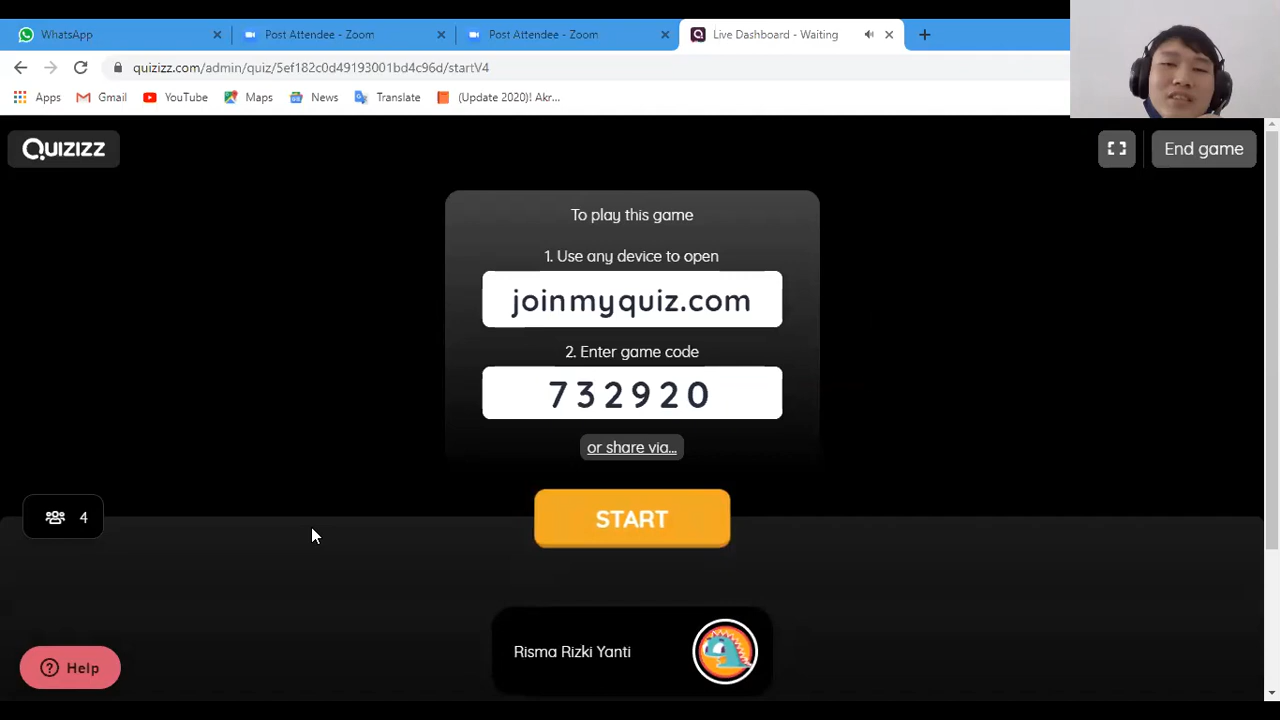 WhatsApp
Post Attendee - Zoom
Post Attendee - Zoom
Live Dashboard - Waiting
quizizz.com/admin/quiz/5ef182c0d49193001bd4c96d/startV4
Apps
Gmail
YouTube
Maps
News
Translate
(Update 2020)! Akr...
Quizizz
End game
To play this game
1. Use any device to open
joinmyquiz.com
2. Enter game code
732920
or share via...
START
4
Risma Rizki Yanti
Help